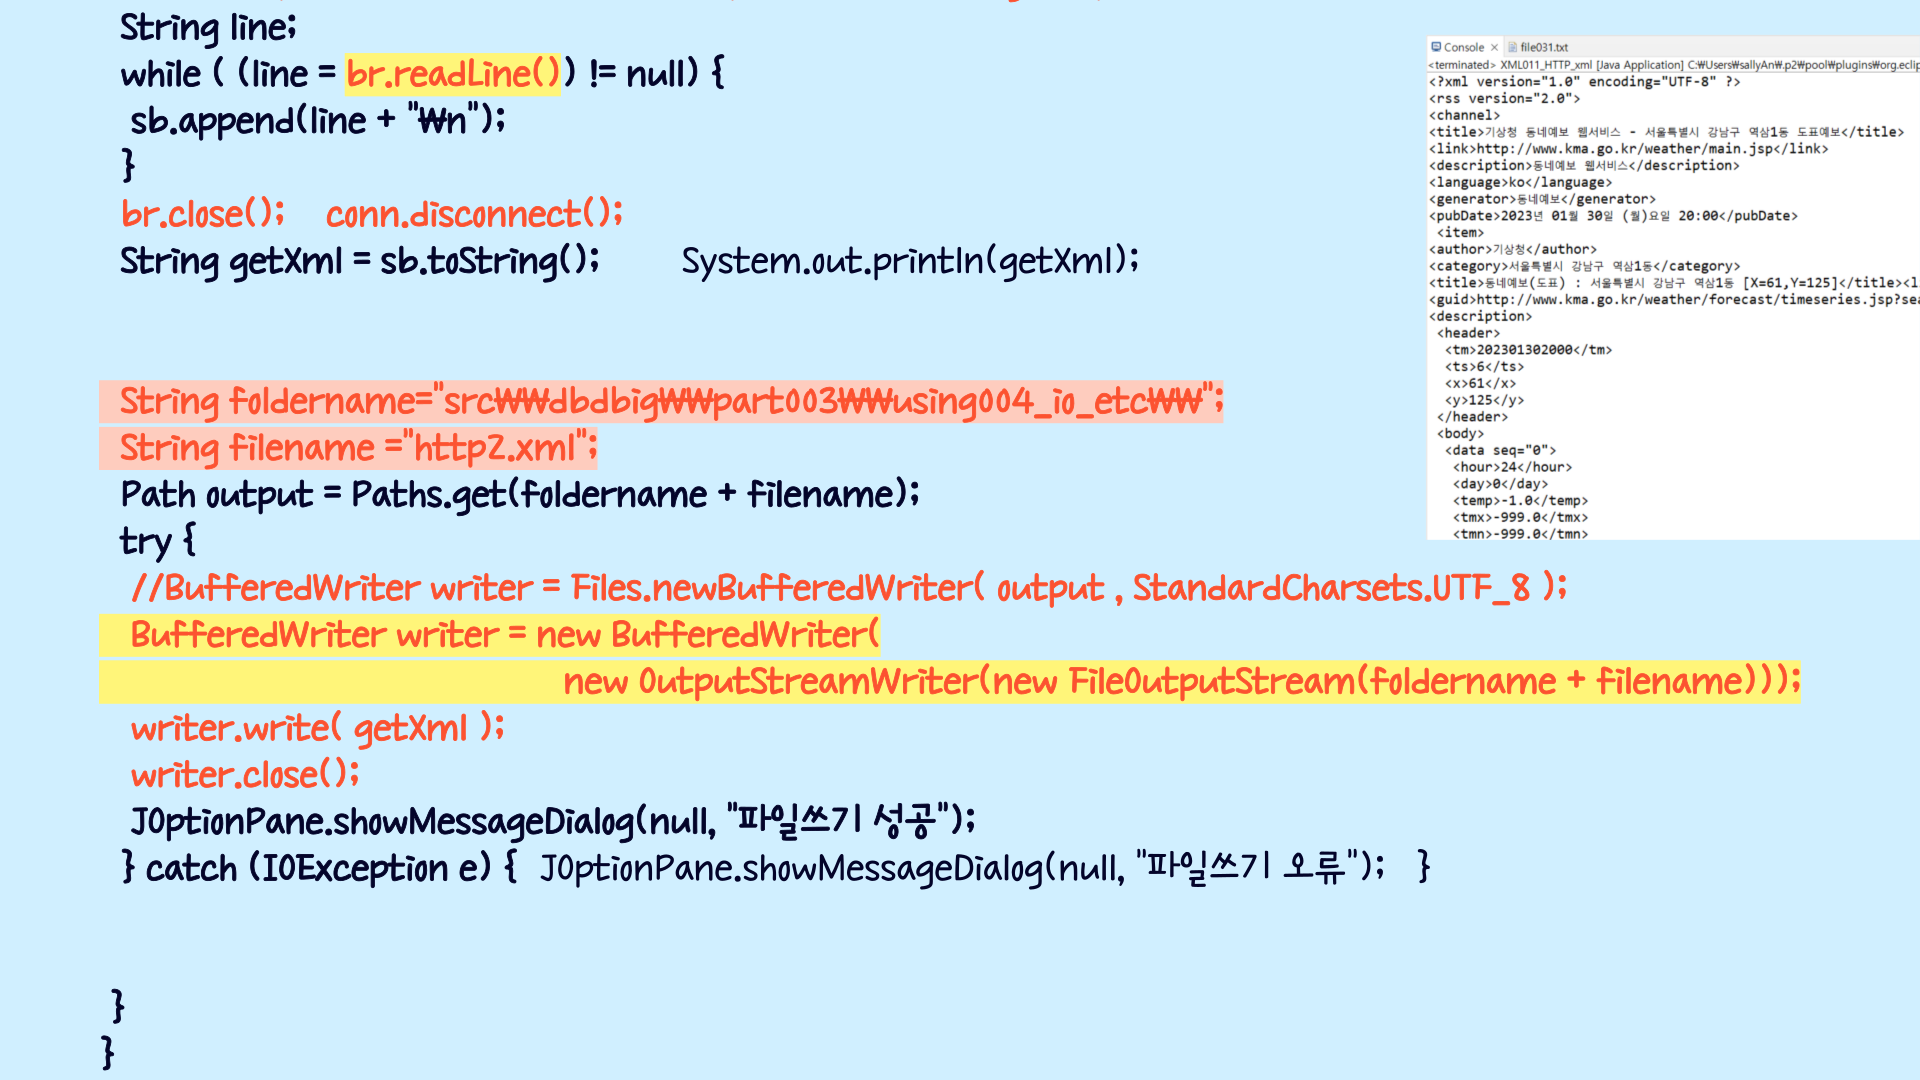 String line;
while ( (line = br.readLine()) != null) {
sb.append(line + "₩n");
}
br.close(); conn.disconnect();
String getXml = sb.toString(); System.out.println(getXml);
String foldername="src₩₩dbdbig₩₩part003₩₩using004_io_etc₩₩";
String filename ="http2.xml";
Path output = Paths.get(foldername + filename);
try {
//BufferedWriter writer = Files.newBufferedWriter( output , StandardCharsets.UTF_8 );
BufferedWriter writer = new BufferedWriter(
new OutputStreamWriter(new FileOutputStream(foldername + filename)));
writer.write( getXml );
writer.close();
JOptionPane.showMessageDialog(null, "파일쓰기 성공");
} catch (IOException e) { JOptionPane.showMessageDialog(null, "파일쓰기 오류"); }
}
}
Console × file031.txt
<terminated> XML011_HTTP_xml [Java Application] C:₩Users₩sallyAn₩.p2₩pool₩plugins₩org.eclip
<?xml version="1.0" encoding="UTF-8" ?>
<rss version="2.0">
<channel>
<title>기상청 동네예보 웹서비스 - 서울특별시 강남구 역삼1동 도표예보</title>
<link>http://www.kma.go.kr/weather/main.jsp</link>
<description>동네예보 웹서비스</description>
<language>ko</language>
<generator>동네예보</generator>
<pubDate>2023년 01월 30일 (월)요일 20:00</pubDate>
<item>
<author>기상청</author>
<category>서울특별시 강남구 역삼1동</category>
<title>동네예보(도표) : 서울특별시 강남구 역삼1동 [X=61,Y=125]</title><l
<guid>http://www.kma.go.kr/weather/forecast/timeseries.jsp?sea
<description>
<header>
<tm>202301302000</tm>
<ts>6</ts>
<x>61</x>
<y>125</y>
</header>
<body>
<data seq="0">
<hour>24</hour>
<day>0</day>
<temp>-1.0</temp>
<tmx>-999.0</tmx>
<tmn>-999.0</tmn>